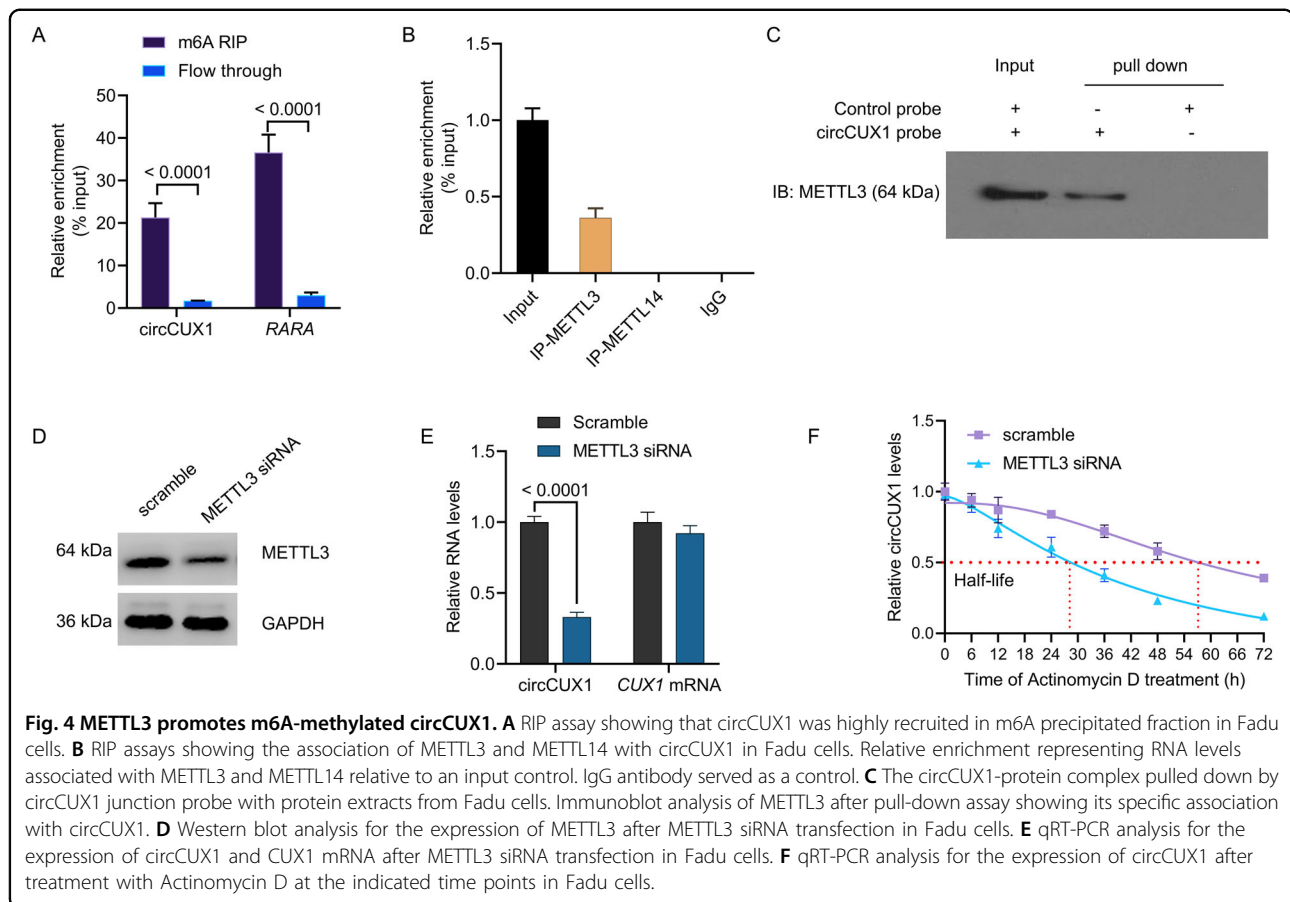 A
m6A RIP
Flow through
Relative enrichment
(% input)
50
40
30
20
10
0
< 0.0001
< 0.0001
circCUX1
RARA
B
Relative enrichment
(% input)
1.5
1.0
0.5
0.0
Input
IP-METTL3
IP-METTL14
IgG
C
Input
pull down
Control probe + - +
circCUX1 probe + + -
IB: METTL3 (64 kDa)
D
scramble
METTL3 siRNA
64 kDa
METTL3
36 kDa
GAPDH
E
Scramble
METTL3 siRNA
Relative RNA levels
1.5
1.0
0.5
0.0
< 0.0001
circCUX1
CUX1 mRNA
F
scramble
METTL3 siRNA
Relative circCUX1 levels
1.5
1.0
0.5
0.0
Half-life
0 6 12 18 24 30 36 42 48 54 60 66 72
Time of Actinomycin D treatment (h)
Fig. 4 METTL3 promotes m6A-methylated circCUX1. A RIP assay showing that circCUX1 was highly recruited in m6A precipitated fraction in Fadu
cells. B RIP assays showing the association of METTL3 and METTL14 with circCUX1 in Fadu cells. Relative enrichment representing RNA levels
associated with METTL3 and METTL14 relative to an input control. IgG antibody served as a control. C The circCUX1-protein complex pulled down by
circCUX1 junction probe with protein extracts from Fadu cells. Immunoblot analysis of METTL3 after pull-down assay showing its specific association
with circCUX1. D Western blot analysis for the expression of METTL3 after METTL3 siRNA transfection in Fadu cells. E qRT-PCR analysis for the
expression of circCUX1 and CUX1 mRNA after METTL3 siRNA transfection in Fadu cells. F qRT-PCR analysis for the expression of circCUX1 after
treatment with Actinomycin D at the indicated time points in Fadu cells.